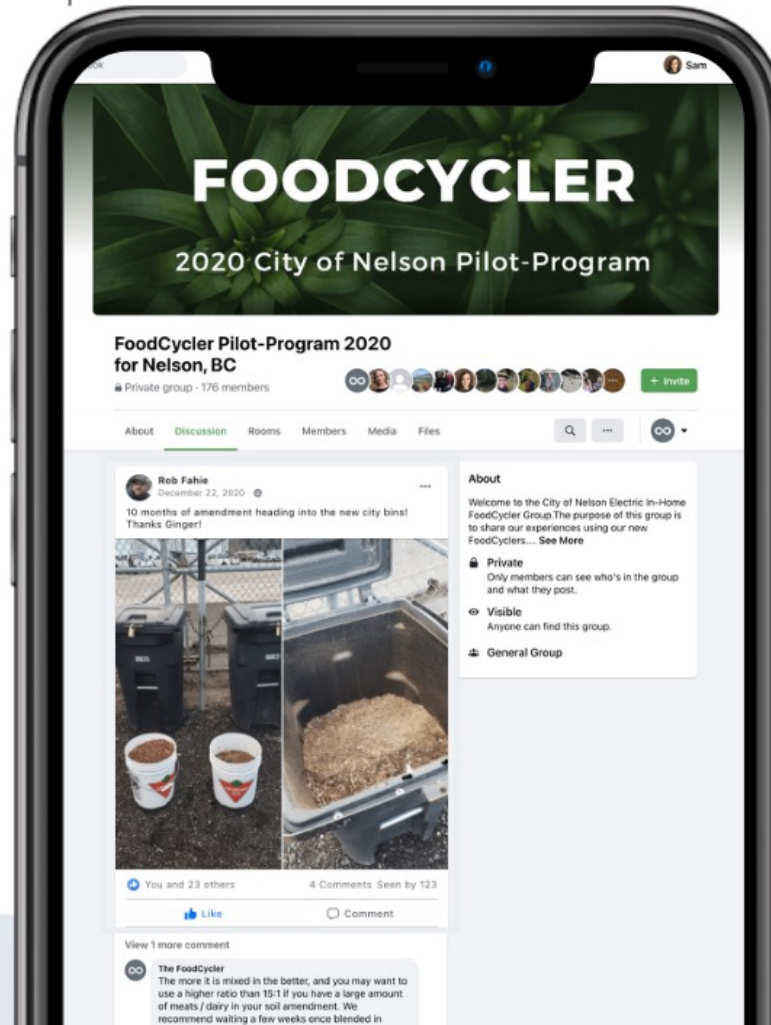 ok
Sam
FOODCYCLER
2020 City of Nelson Pilot-Program
FoodCycler Pilot-Program 2020
for Nelson, BC
Private group · 176 members
+ Invite
About Discussion Rooms Members Media Files
Rob Fahie
December 22, 2020 ·
10 months of amendment heading into the new city bins!
Thanks Ginger!
You and 23 others
4 Comments Seen by 123
Like
Comment
View 1 more comment
The FoodCycler
The more it is mixed in the better, and you may want to
use a higher ratio than 15:1 if you have a large amount
of meats / dairy in your soil amendment. We
recommend waiting a few weeks once blended in
About
Welcome to the City of Nelson Electric In-Home
FoodCycler Group.The purpose of this group is
to share our experiences using our new
FoodCyclers.... See More
Private
Only members can see who's in the group
and what they post.
Visible
Anyone can find this group.
General Group